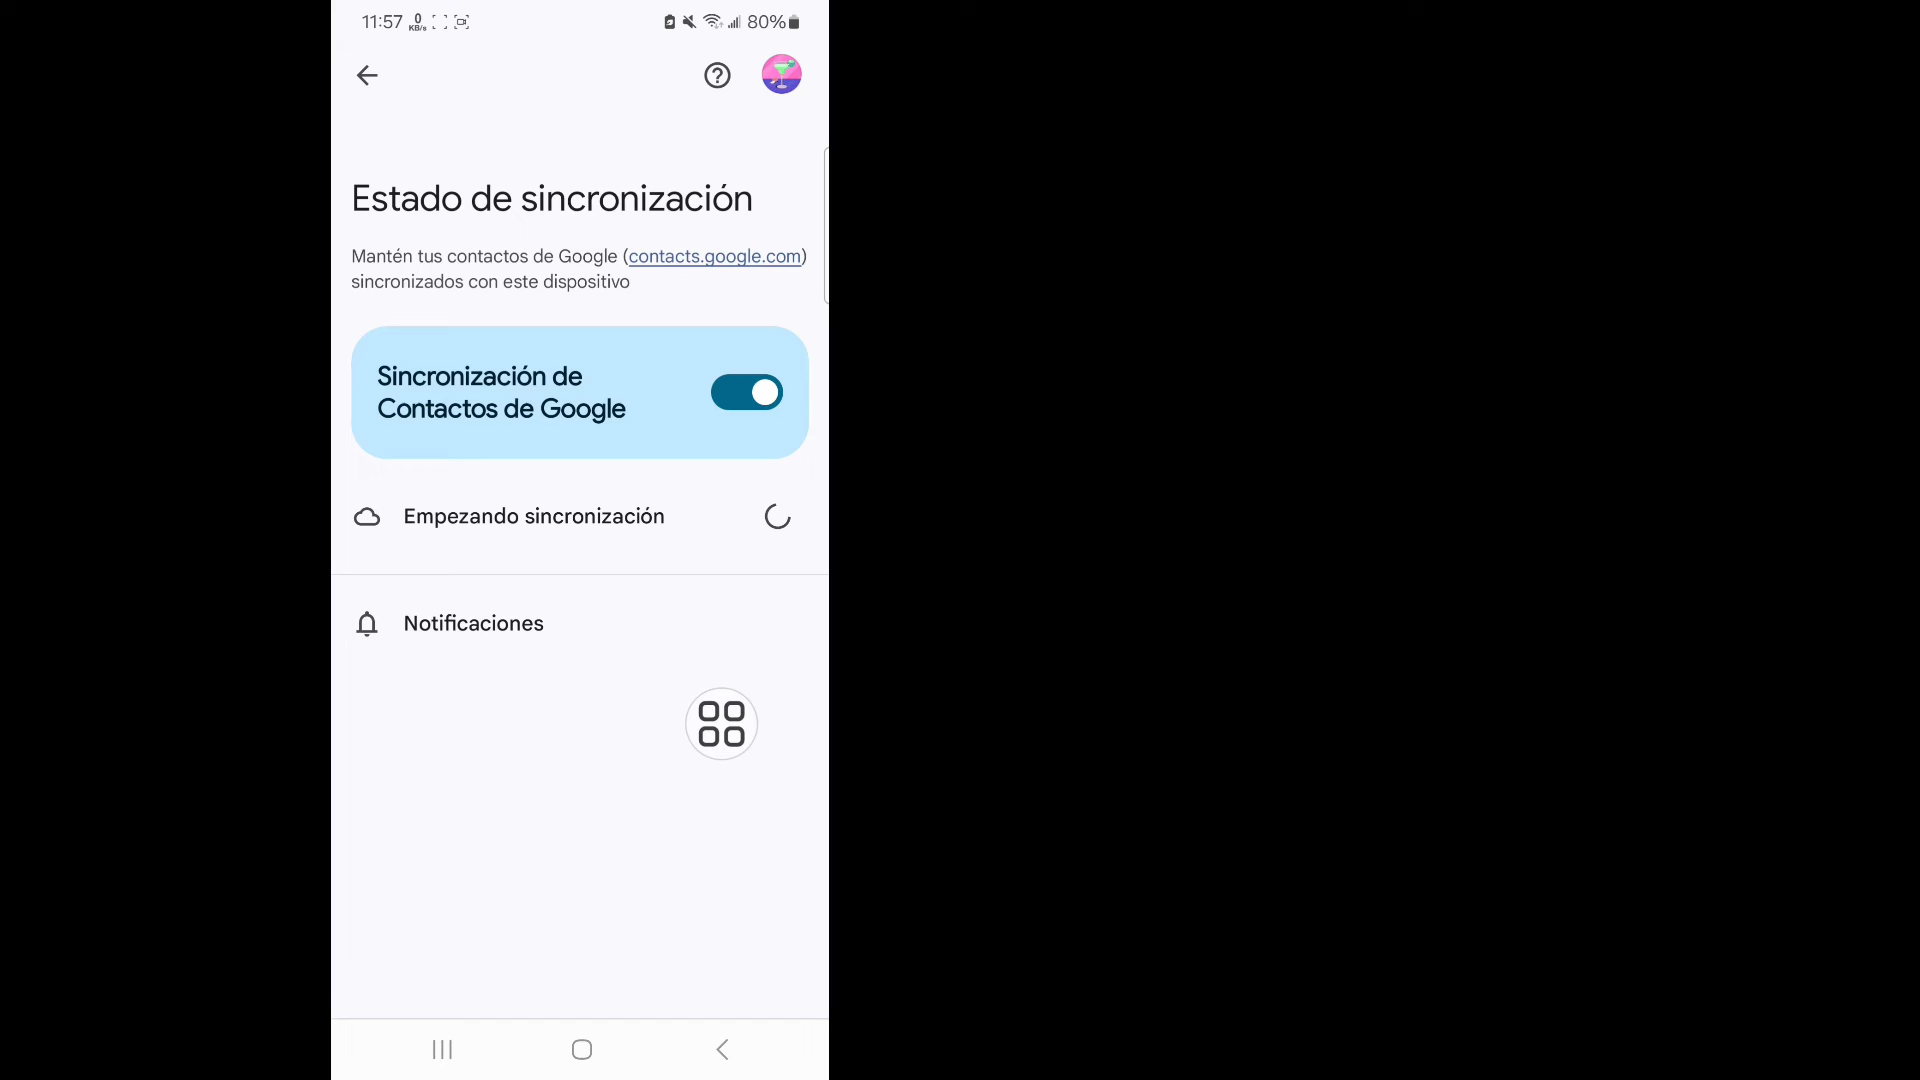 11:57 0 KB/s 80%
Estado de sincronización
Mantén tus contactos de Google (contacts.google.com)
sincronizados con este dispositivo
Sincronización de
Contactos de Google
Empezando sincronización
Notificaciones